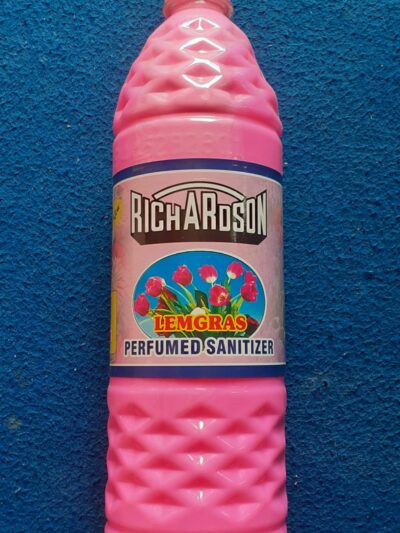 RICHARDSON
LEMGRAS
PERFUMED SANITIZER